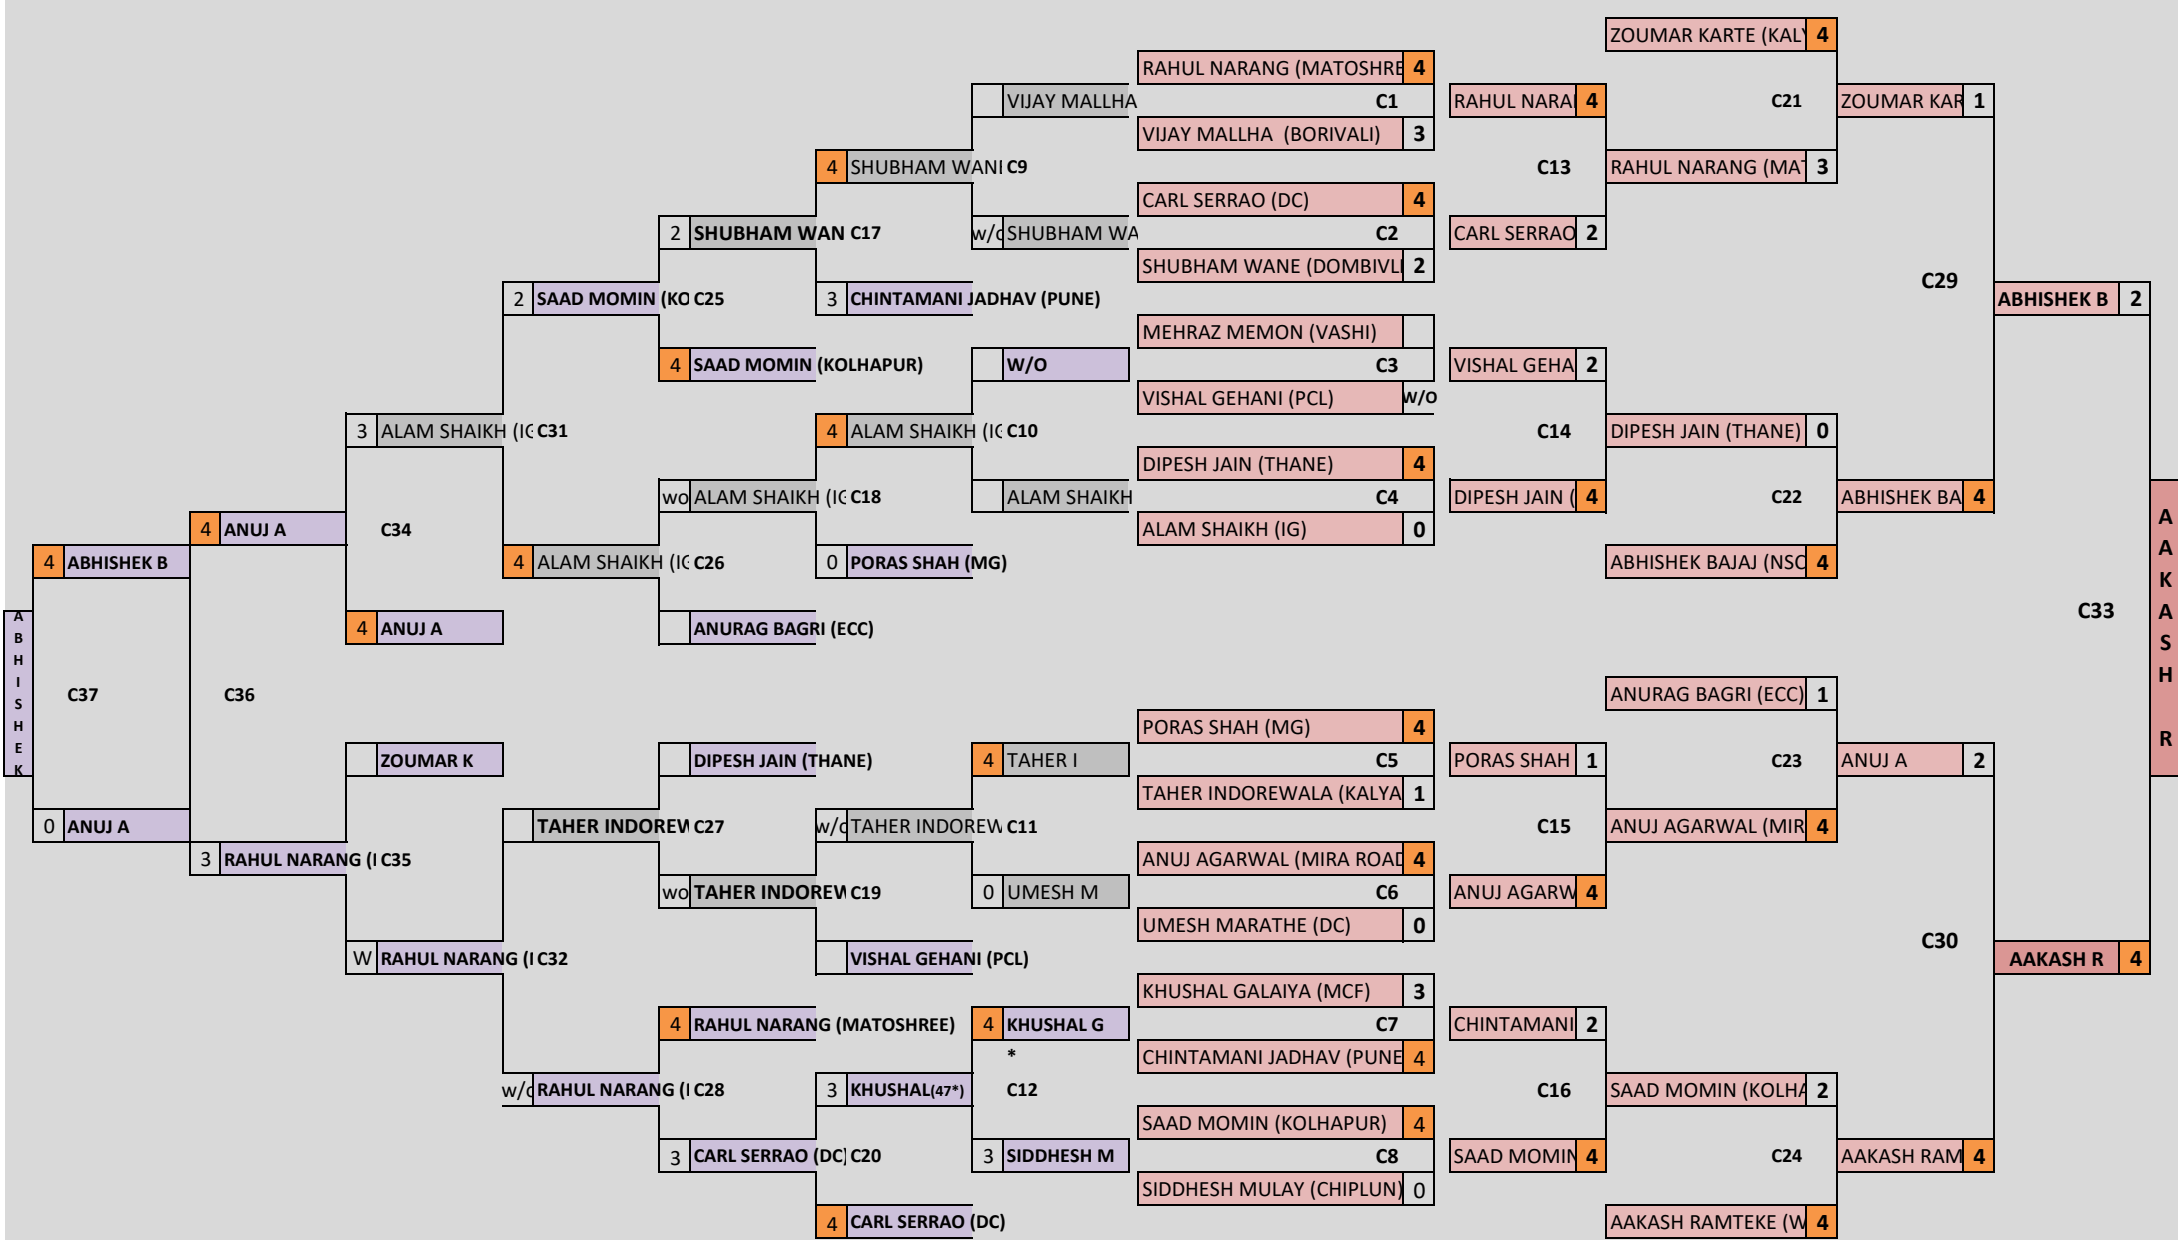 ZOUMAR KARTE (KALY 4
RAHUL NARANG (MATOSHRE 4
VIJAY MALLHA C1 RAHUL NARA 4 C21 ZOUMAR KAR 1
VIJAY MALLHA (BORIVALI) 3
4 SHUBHAM WANE C9 C13 RAHUL NARANG (MAT 3
CARL SERRAO (DC) 4
2 SHUBHAM WAN C17 w/o SHUBHAM WA C2 CARL SERRAO 2
SHUBHAM WANE (DOMBIVLI 2
C29
2 SAAD MOMIN (KO C25 3 CHINTAMANI JADHAV (PUNE) ABHISHEK B 2
MEHRAZ MEMON (VASHI)
4 SAAD MOMIN (KOLHAPUR) W/O C3 VISHAL GEHA 2
VISHAL GEHANI (PCL) W/O
3 ALAM SHAIKH (IG C31 4 ALAM SHAIKH (IG C10 C14 DIPESH JAIN (THANE) 0
DIPESH JAIN (THANE) 4
wo ALAM SHAIKH (IG C18 ALAM SHAIKH C4 DIPESH JAIN ( 4 C22 ABHISHEK BA 4
4 ANUJ A C34 ALAM SHAIKH (IG) 0
4 ABHISHEK B 4 ALAM SHAIKH (IG C26 0 PORAS SHAH (MG) ABHISHEK BAJAJ (NSC 4
C33
4 ANUJ A ANURAG BAGRI (ECC)
A
B
H
I
S
H
E
K
A
A
K
A
S
H
R
C37 C36 ANURAG BAGRI (ECC) 1
PORAS SHAH (MG) 4
ZOUMAR K DIPESH JAIN (THANE) 4 TAHER I C5 PORAS SHAH 1 C23 ANUJ A 2
TAHER INDOREWALA (KALYA 1
0 ANUJ A TAHER INDOREW C27 w/o TAHER INDOREW C11 C15 ANUJ AGARWAL (MIR 4
3 RAHUL NARANG (I C35 ANUJ AGARWAL (MIRA ROAD 4
wo TAHER INDOREW C19 0 UMESH M C6 ANUJ AGARW 4
UMESH MARATHE (DC) 0
C30
W RAHUL NARANG (I C32 VISHAL GEHANI (PCL) AAKASH R 4
KHUSHAL GALAIYA (MCF) 3
4 RAHUL NARANG (MATOSHREE) 4 KHUSHAL G C7 CHINTAMANI 2
* CHINTAMANI JADHAV (PUNE 4
w/o RAHUL NARANG (I C28 3 KHUSHAL(47*) C12 C16 SAAD MOMIN (KOLHA 2
SAAD MOMIN (KOLHAPUR) 4
3 CARL SERRAO (DC) C20 3 SIDDHESH M C8 SAAD MOMIN 4 C24 AAKASH RAM 4
SIDDHESH MULAY (CHIPLUN) 0
4 CARL SERRAO (DC) AAKASH RAMTEKE (W 4